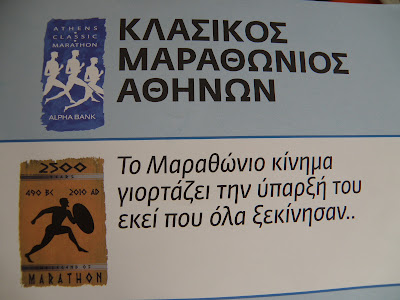 ATHENS
CLASSIC
MARATHON
ALPHA BANK
ΚΛΑΣΙΚΟΣ
ΜΑΡΑΘΩΝΙΟΣ
ΑΘΗΝΩΝ
2500
YEARS
490 BC 2010 AD
MARATHON
Το Μαραθώνιο κίνημα
γιορτάζει την ύπαρξή του
εκεί που όλα ξεκίνησαν..